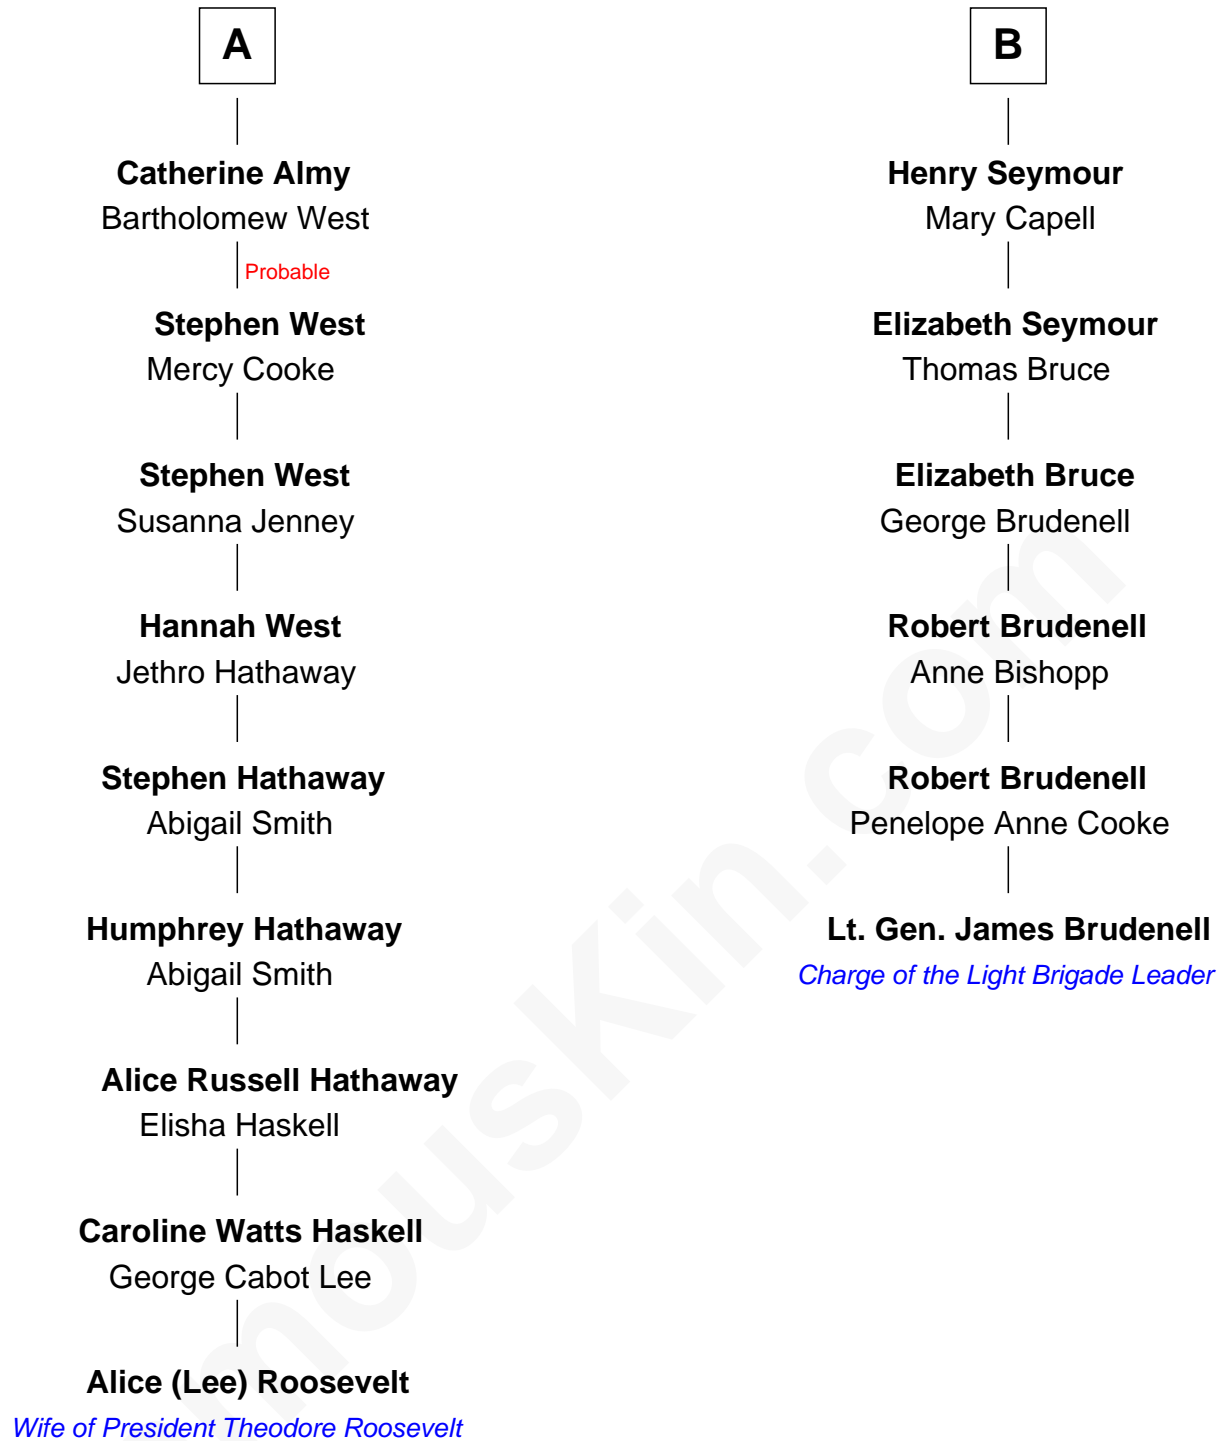 A
Catherine Almy
Bartholomew West
Probable
Stephen West
Mercy Cooke
Stephen West
Susanna Jenney
Hannah West
Jethro Hathaway
Stephen Hathaway
Abigail Smith
Humphrey Hathaway
Abigail Smith
Alice Russell Hathaway
Elisha Haskell
Caroline Watts Haskell
George Cabot Lee
Alice (Lee) Roosevelt
Wife of President Theodore Roosevelt
B
Henry Seymour
Mary Capell
Elizabeth Seymour
Thomas Bruce
Elizabeth Bruce
George Brudenell
Robert Brudenell
Anne Bishopp
Robert Brudenell
Penelope Anne Cooke
Lt. Gen. James Brudenell
Charge of the Light Brigade Leader
mousKin.com